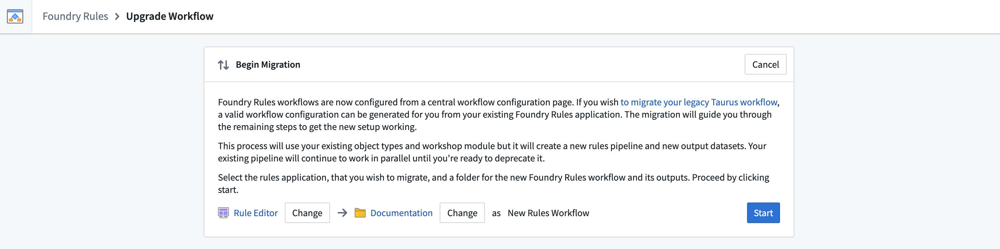 Foundry Rules > Upgrade Workflow
Begin Migration
Cancel
Foundry Rules workflows are now configured from a central workflow configuration page. If you wish to migrate your legacy Taurus workflow,
a valid workflow configuration can be generated for you from your existing Foundry Rules application. The migration will guide you through
the remaining steps to get the new setup working.
This process will use your existing object types and workshop module but it will create a new rules pipeline and new output datasets. Your
existing pipeline will continue to work in parallel until you're ready to deprecate it.
Select the rules application, that you wish to migrate, and a folder for the new Foundry Rules workflow and its outputs. Proceed by clicking
start.
Rule Editor Change → Documentation Change as New Rules Workflow Start